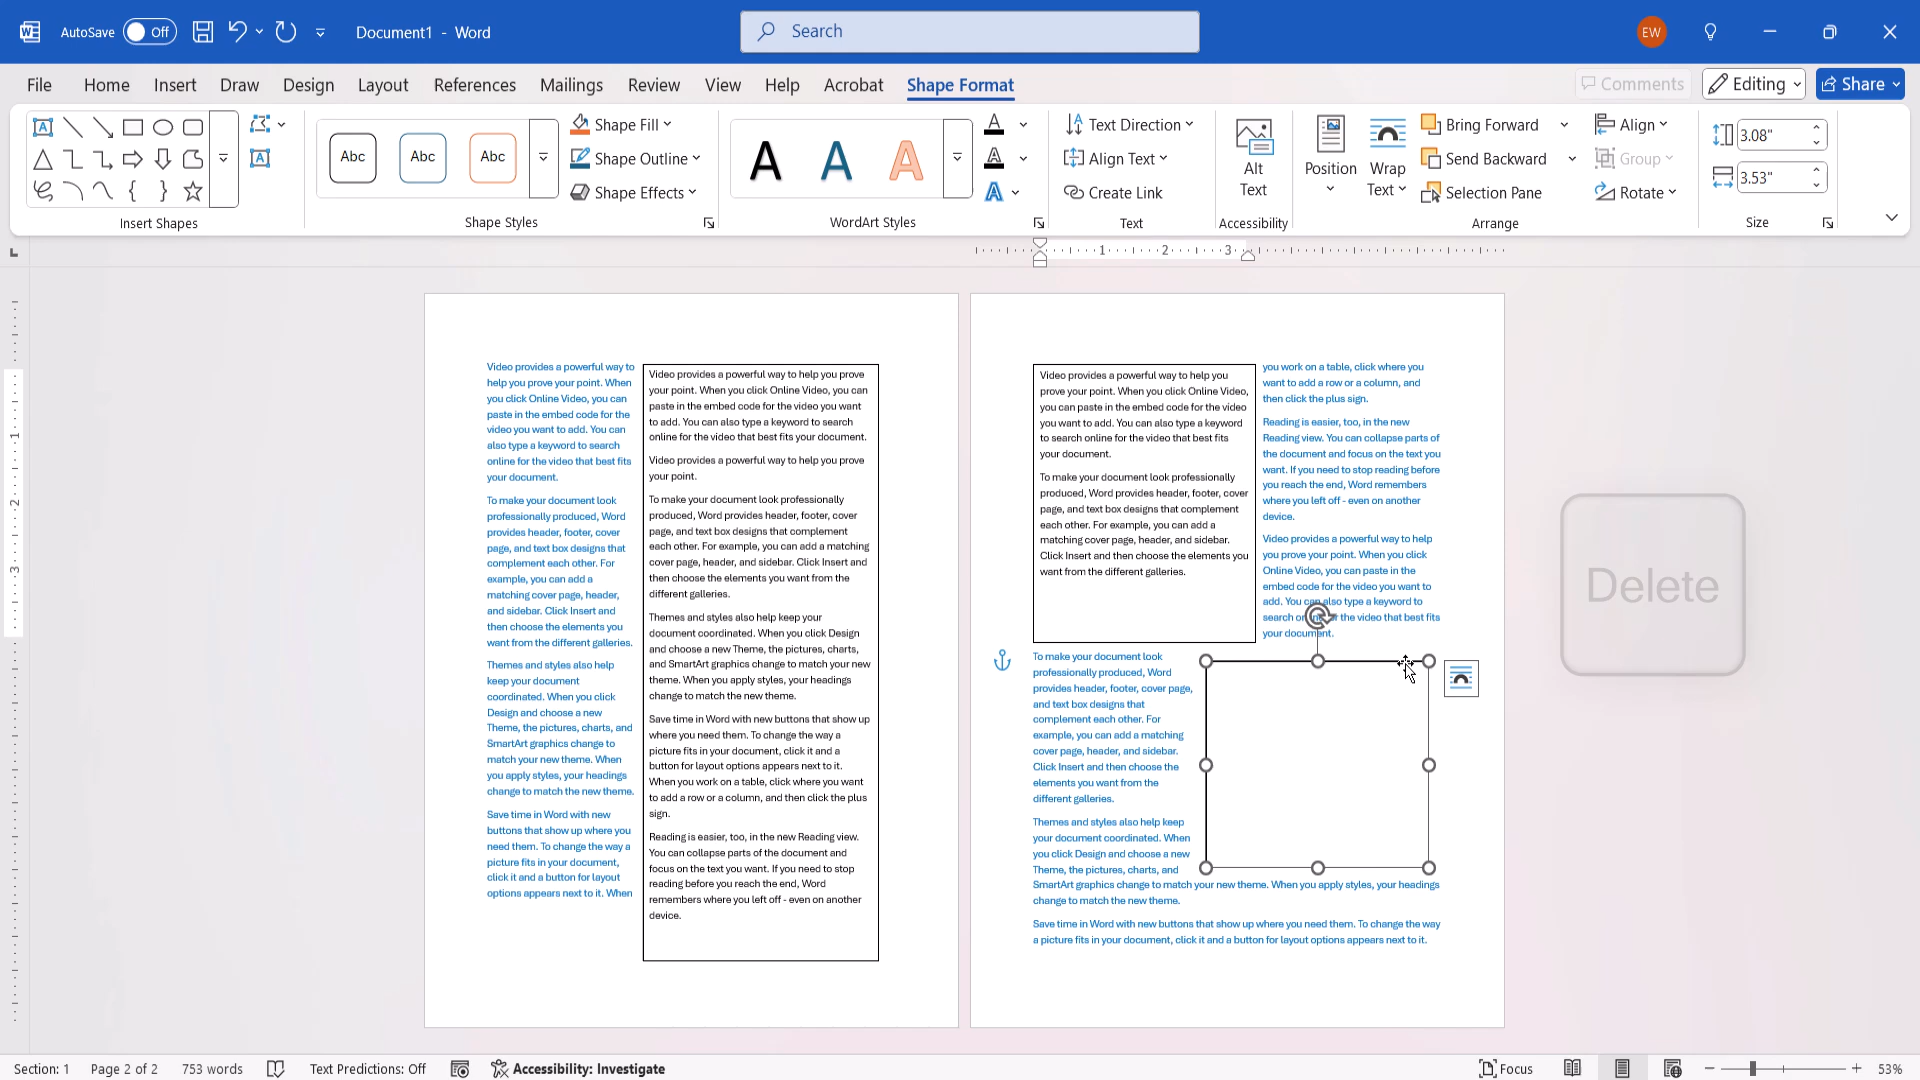 AutoSave Off
Document1 - Word
Search
EW
File Home Insert Draw Design Layout References Mailings Review View Help Acrobat Shape Format
Comments Editing Share
Abc Abc Abc
Shape Fill
Shape Outline
Shape Effects
A A A
A
A
A
Text Direction
Align Text
Create Link
Alt
Text
Position
Wrap
Text
Bring Forward
Send Backward
Selection Pane
Align
Group
Rotate
3.08"
3.53"
Insert Shapes
Shape Styles
WordArt Styles
Text
Accessibility
Arrange
Size
L
1 2 3
1
2
3
Video provides a powerful way to
help you prove your point. When
you click Online Video, you can
paste in the embed code for the
video you want to add. You can
also type a keyword to search
online for the video that best fits
your document.
To make your document look
professionally produced, Word
provides header, footer, cover
page, and text box designs that
complement each other. For
example, you can add a
matching cover page, header,
and sidebar. Click Insert and
then choose the elements you
want from the different galleries.
Themes and styles also help
keep your document
coordinated. When you click
Design and choose a new
Theme, the pictures, charts, and
SmartArt graphics change to
match your new theme. When
you apply styles, your headings
change to match the new theme.
Save time in Word with new
buttons that show up where you
need them. To change the way a
picture fits in your document,
click it and a button for layout
options appears next to it. When
Video provides a powerful way to help you prove
your point. When you click Online Video, you can
paste in the embed code for the video you want
to add. You can also type a keyword to search
online for the video that best fits your document.
Video provides a powerful way to help you prove
your point.
To make your document look professionally
produced, Word provides header, footer, cover
page, and text box designs that complement
each other. For example, you can add a matching
cover page, header, and sidebar. Click Insert and
then choose the elements you want from the
different galleries.
Themes and styles also help keep your
document coordinated. When you click Design
and choose a new Theme, the pictures, charts,
and SmartArt graphics change to match your new
theme. When you apply styles, your headings
change to match the new theme.
Save time in Word with new buttons that show up
where you need them. To change the way a
picture fits in your document, click it and a
button for layout options appears next to it.
When you work on a table, click where you want
to add a row or a column, and then click the plus
sign.
Reading is easier, too, in the new Reading view.
You can collapse parts of the document and
focus on the text you want. If you need to stop
reading before you reach the end, Word
remembers where you left off - even on another
device.
Video provides a powerful way to help you
prove your point. When you click Online Video,
you can paste in the embed code for the video
you want to add. You can also type a keyword
to search online for the video that best fits
your document.
To make your document look professionally
produced, Word provides header, footer, cover
page, and text box designs that complement
each other. For example, you can add a
matching cover page, header, and sidebar.
Click Insert and then choose the elements you
want from the different galleries.
you work on a table, click where you
want to add a row or a column, and
then click the plus sign.
Reading is easier, too, in the new
Reading view. You can collapse parts of
the document and focus on the text you
want. If you need to stop reading before
you reach the end, Word remembers
where you left off - even on another
device.
Video provides a powerful way to help
you prove your point. When you click
Online Video, you can paste in the
embed code for the video you want to
add. You can also type a keyword to
search online for the video that best fits
your document.
To make your document look
professionally produced, Word
provides header, footer, cover page,
and text box designs that
complement each other. For
example, you can add a matching
cover page, header, and sidebar.
Click Insert and then choose the
elements you want from the
different galleries.
Themes and styles also help keep
your document coordinated. When
you click Design and choose a new
Theme, the pictures, charts, and
SmartArt graphics change to match your new theme. When you apply styles, your headings
change to match the new theme.
Save time in Word with new buttons that show up where you need them. To change the way
a picture fits in your document, click it and a button for layout options appears next to it.
Delete
Section: 1 Page 2 of 2 753 words Text Predictions: Off Accessibility: Investigate
Focus
53%